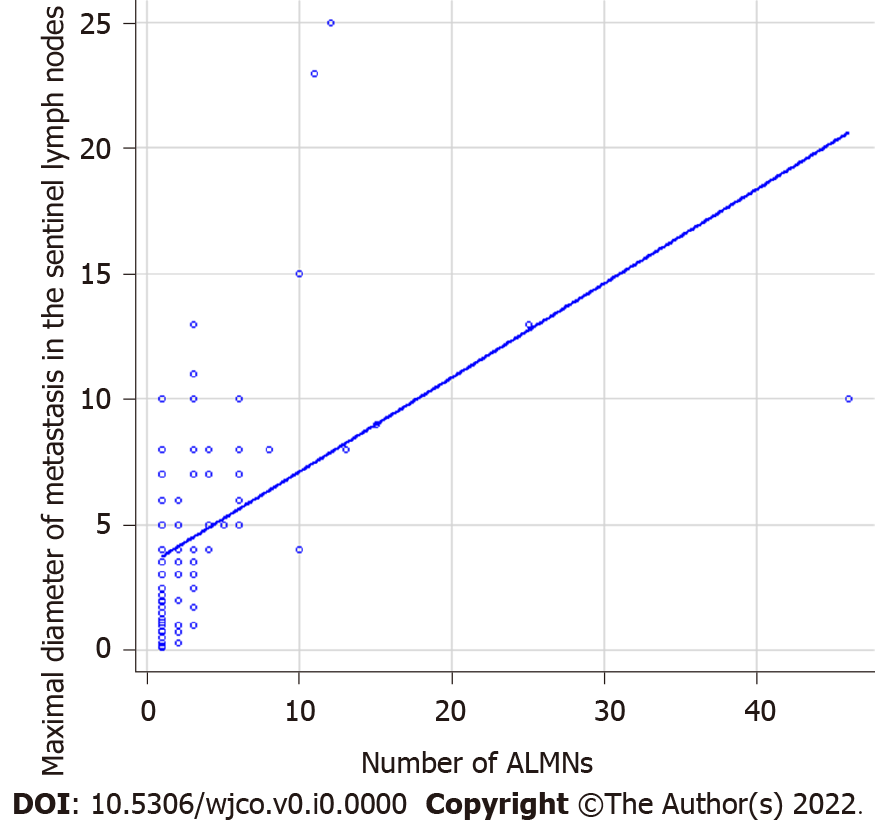 Maximal diameter of metastasis in the sentinel lymph nodes
25
20
15
10
5
0
0 10 20 30 40
Number of ALMNs
DOI: 10.5306/wjco.v0.i0.0000 Copyright ©The Author(s) 2022.